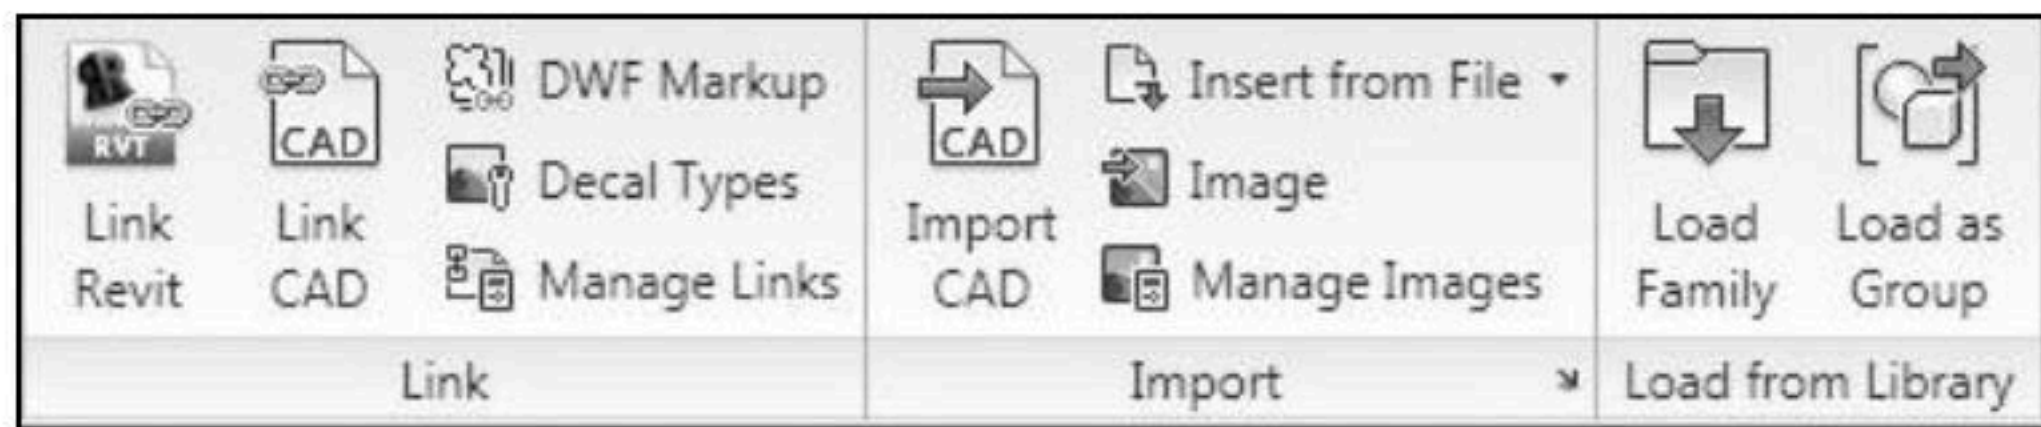 RVT
Link
Revit
CAD
Link
CAD
DWF Markup
Decal Types
Manage Links
Link
CAD
Import
CAD
Insert from File
Image
Manage Images
Import
Load
Family
Load as
Group
Load from Library